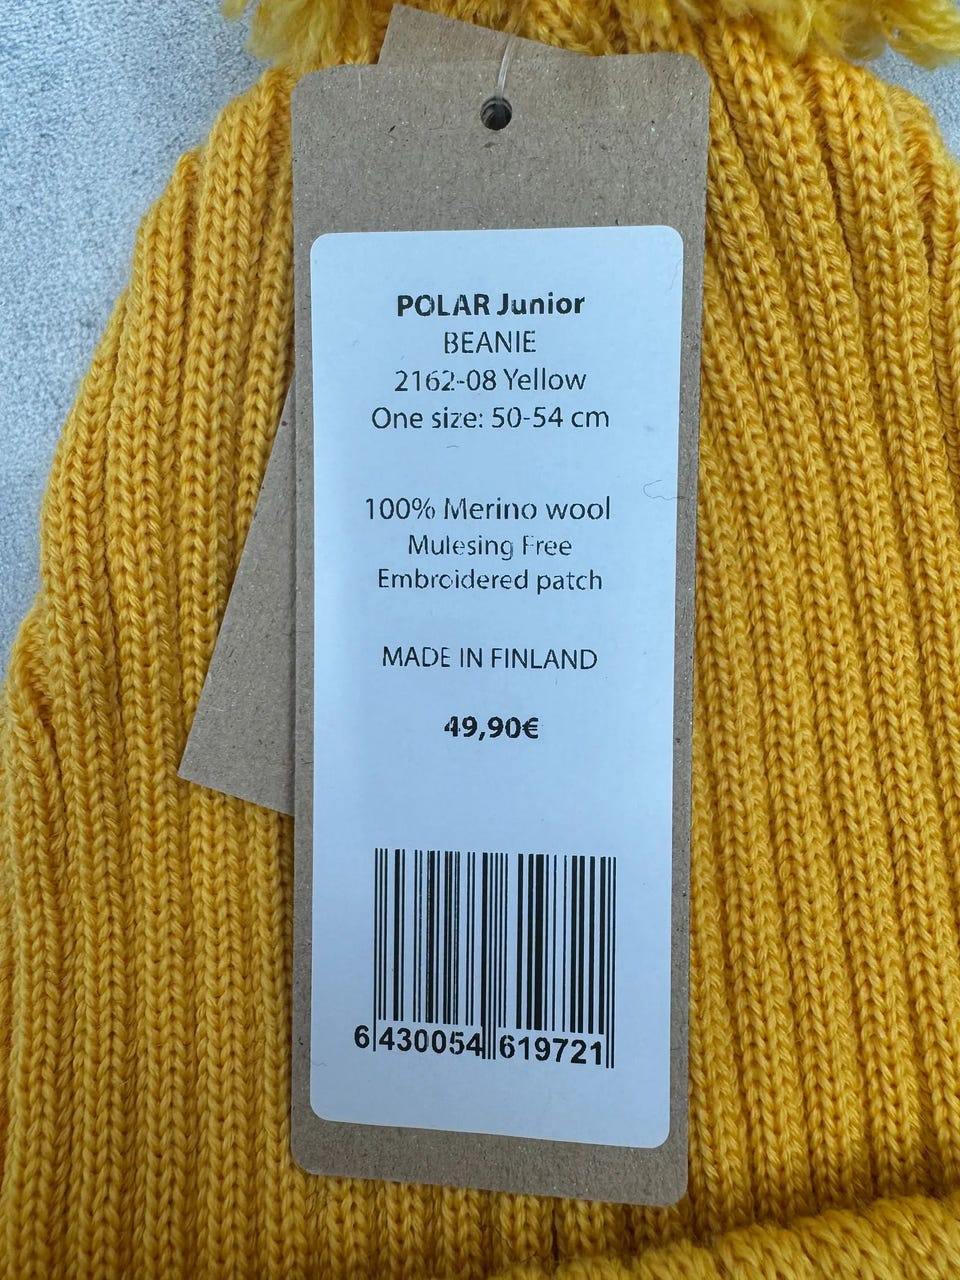 POLAR Junior
BEANIE
2162-08 Yellow
One size: 50-54 cm
100% Merino wool
Mulesing Free
Embroidered patch
MADE IN FINLAND
49,90€
6 430054 619721